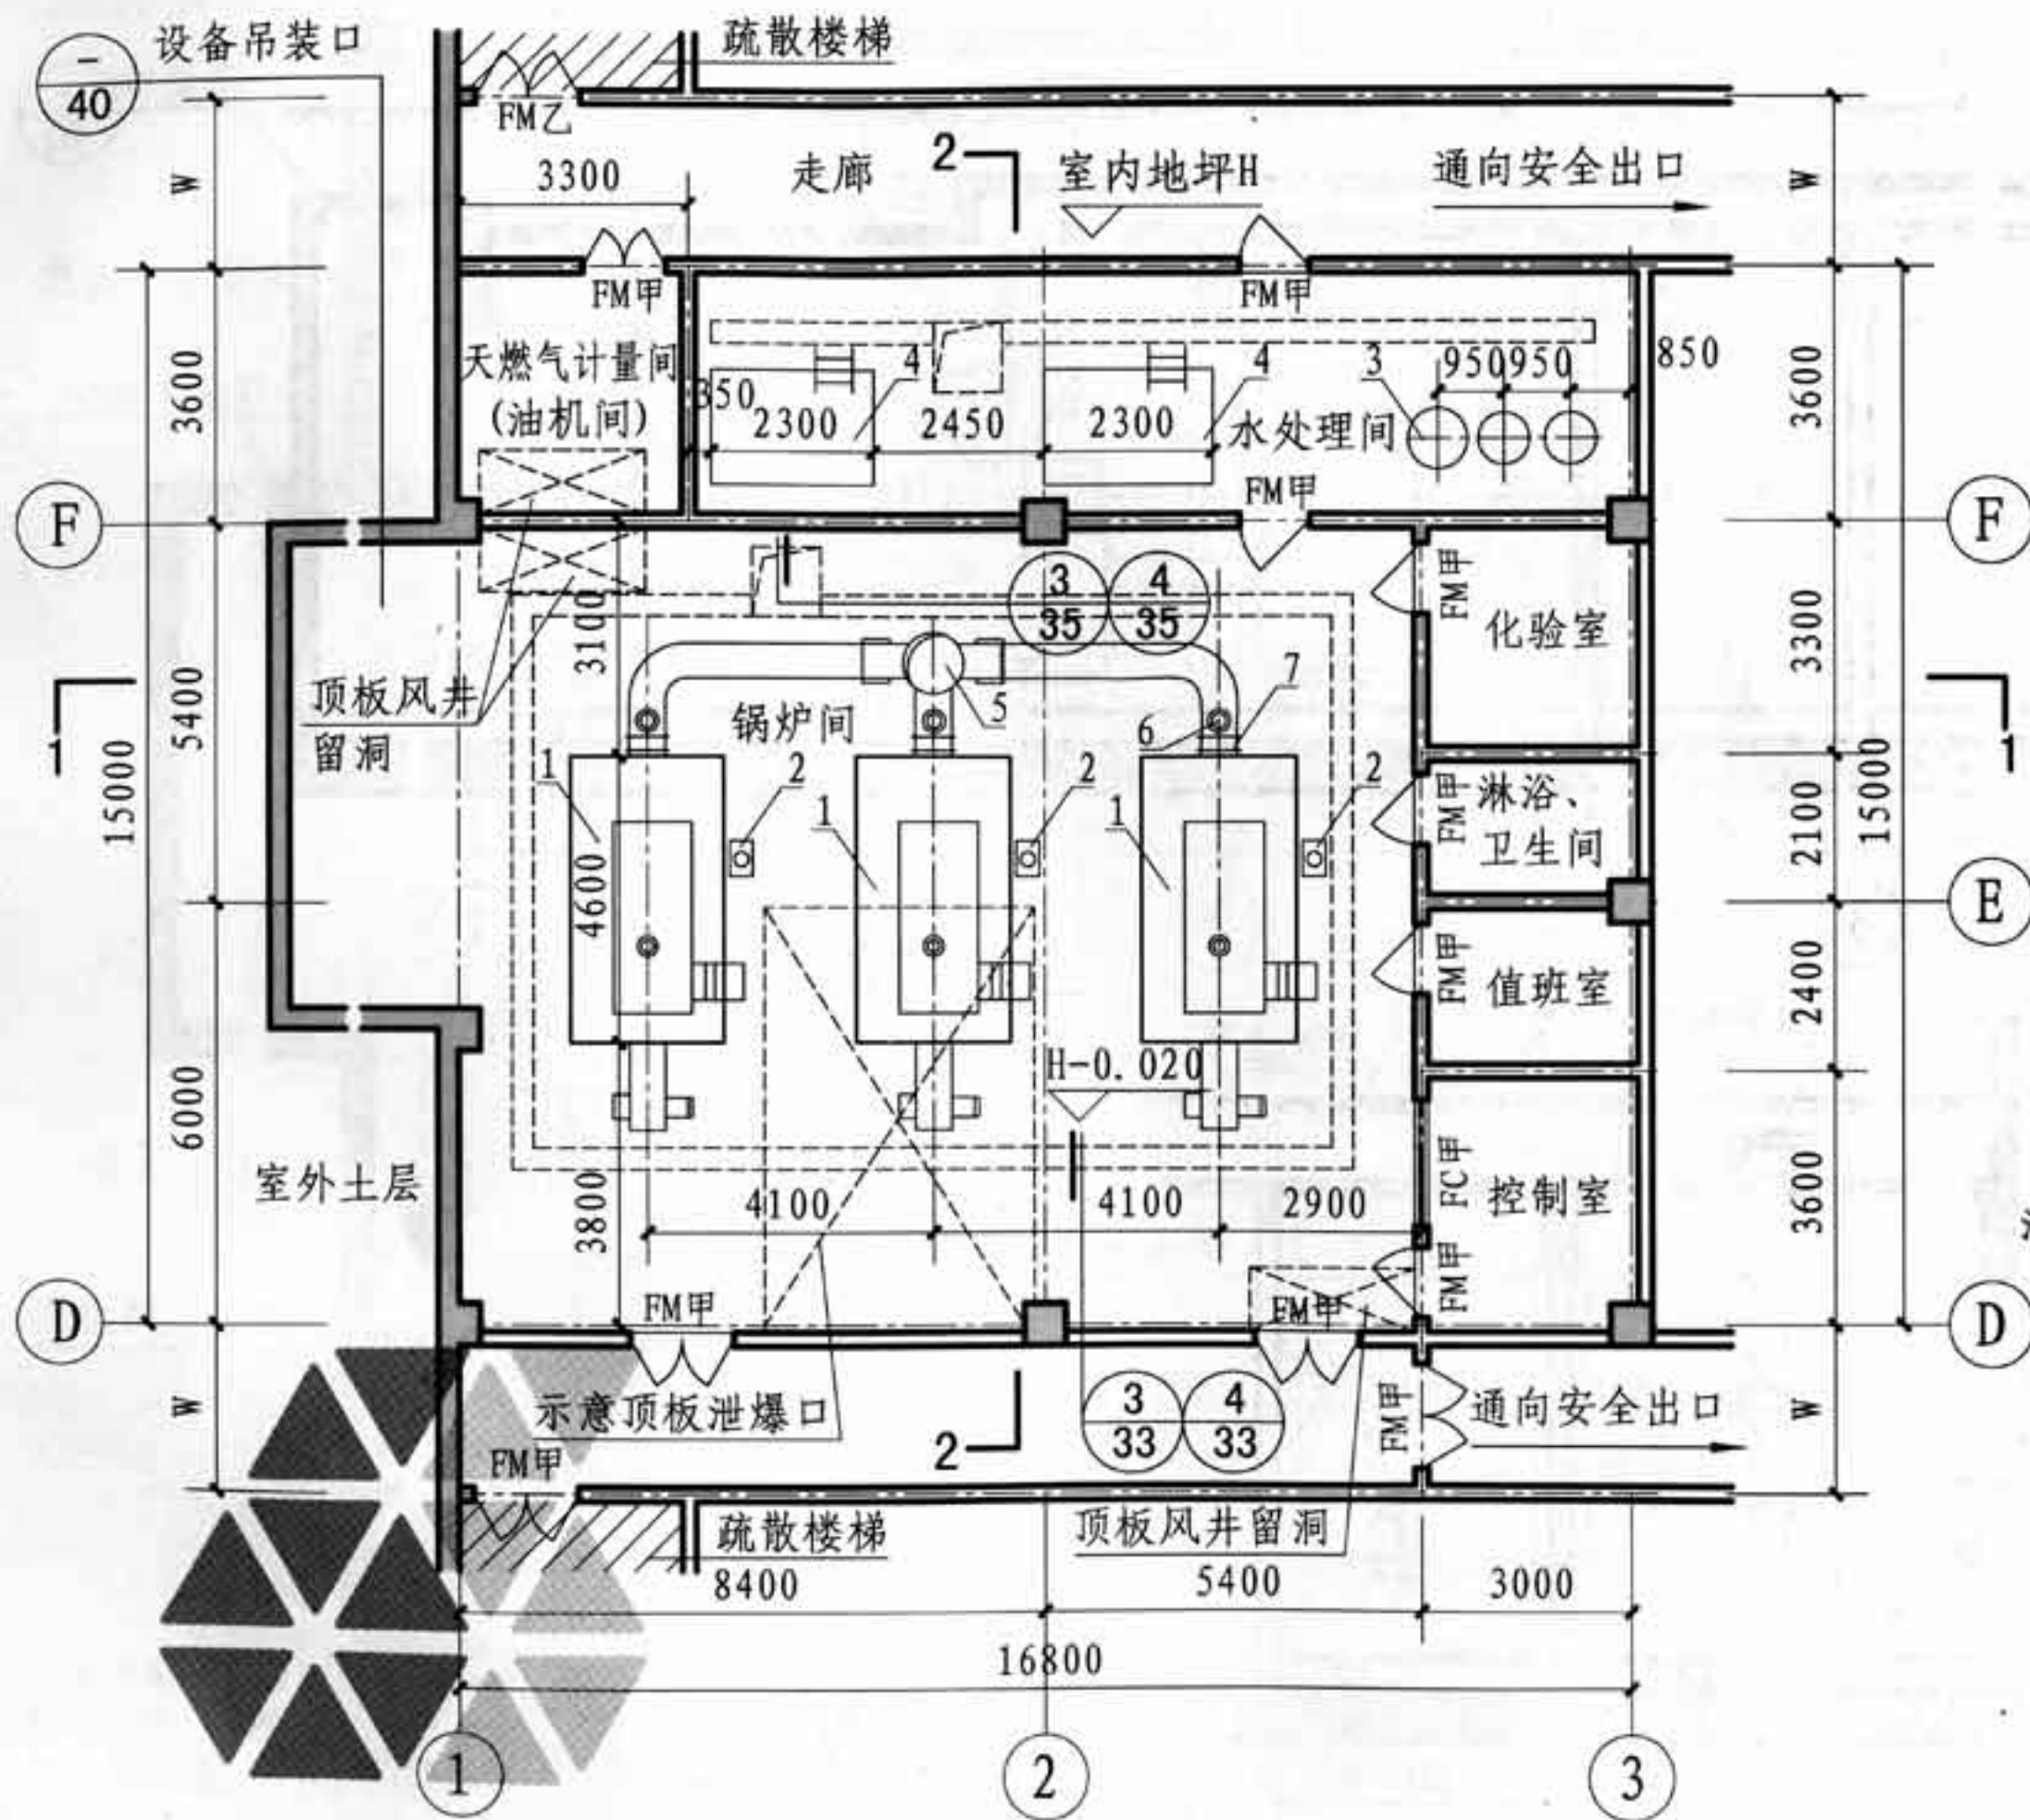 设备吊装口
-
40
疏散楼梯
FM乙
3300
走廊
2
室内地坪H
通向安全出口
W
W
FM甲
FM甲
天燃气计量间
(油机间)
350
2300
4
2450
2300
4
3
950
950
850
水处理间
3600
3600
FM甲
F
F
3100
3
35
4
35
FM甲
化验室
3300
5400
15000
1
顶板风井
留洞
锅炉间
5
6
7
1
15000
1
2
1
2
1
2
4600
FM甲
淋浴、
卫生间
2100
E
FM甲
值班室
2400
H-0.020
6000
室外土层
3800
4100
4100
2900
FC甲
控制室
3600
FM甲
FM甲
FM甲
D
D
W
示意顶板泄爆口
2
3
33
4
33
FM甲
通向安全出口
W
FM甲
疏散楼梯
顶板风井留洞
8400
5400
3000
16800
1
2
3